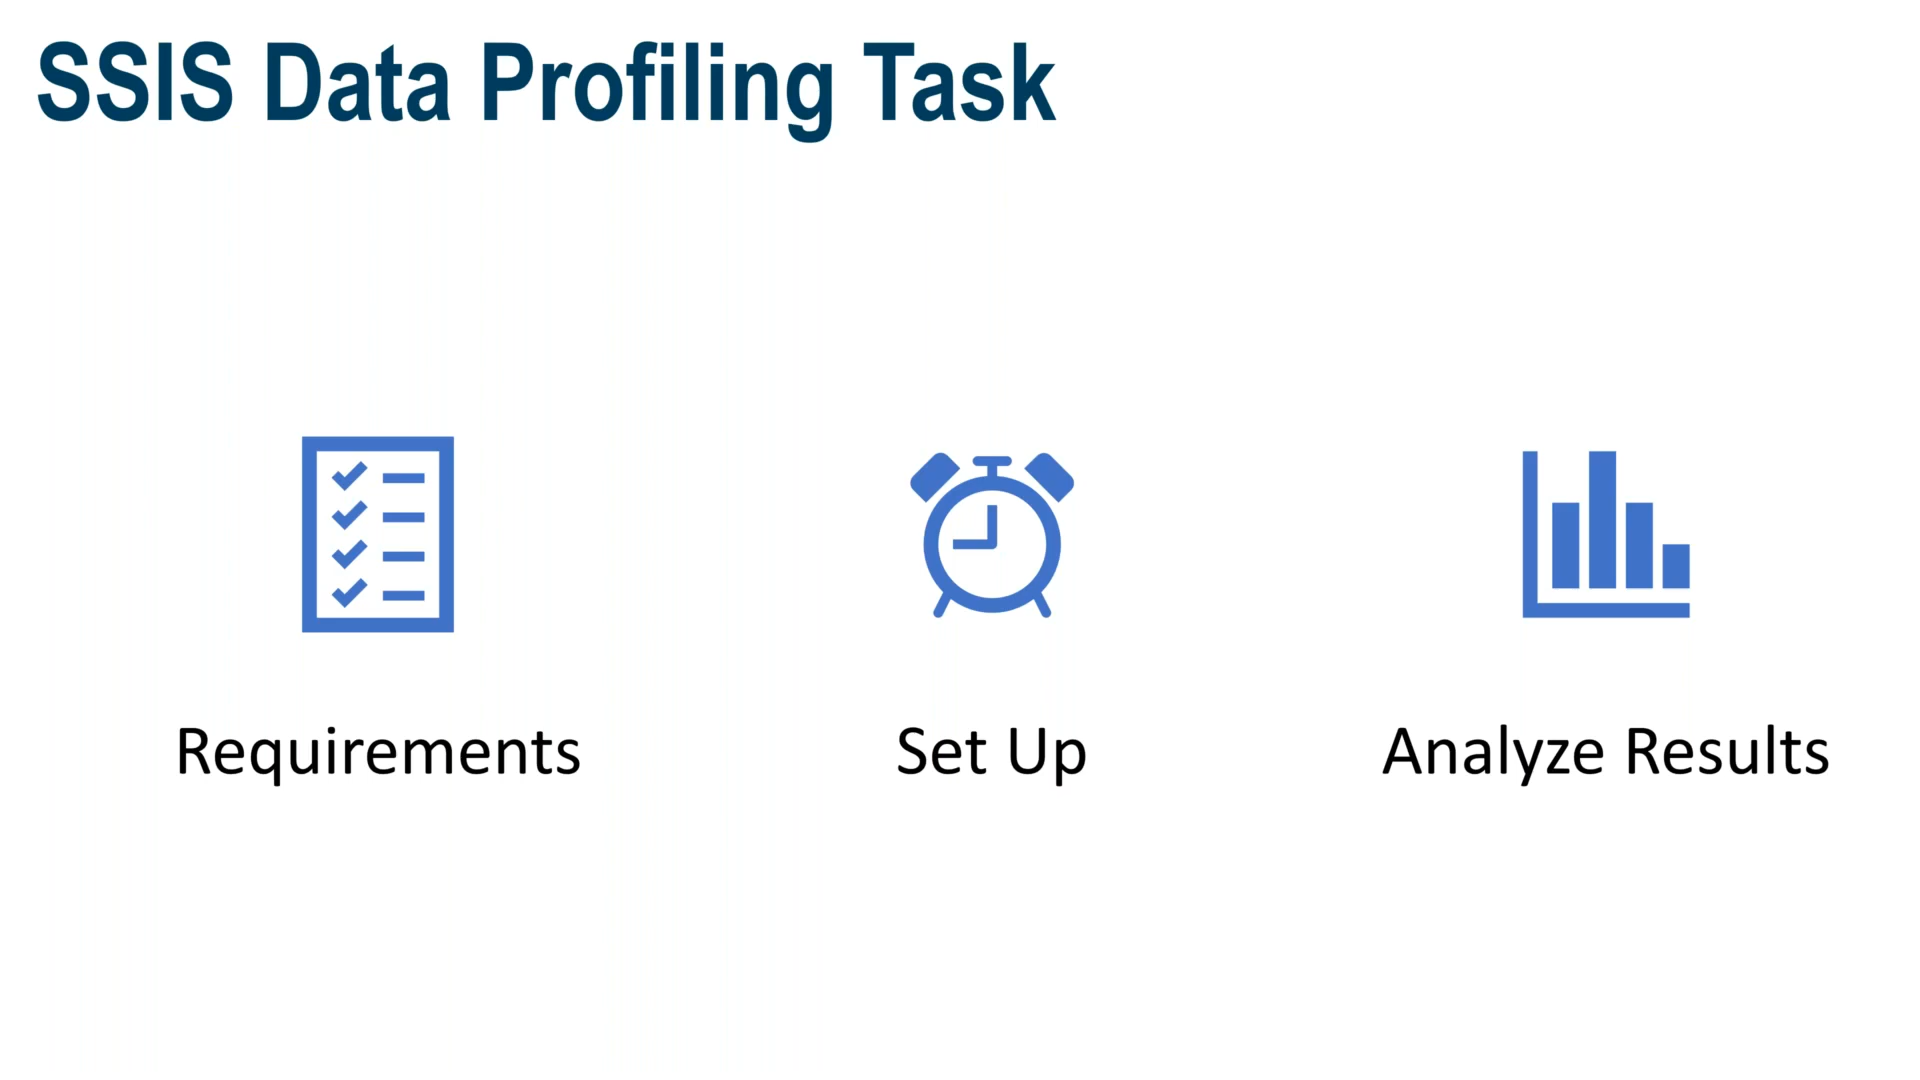 SSIS Data Profiling Task
Requirements
Set Up
Analyze Results